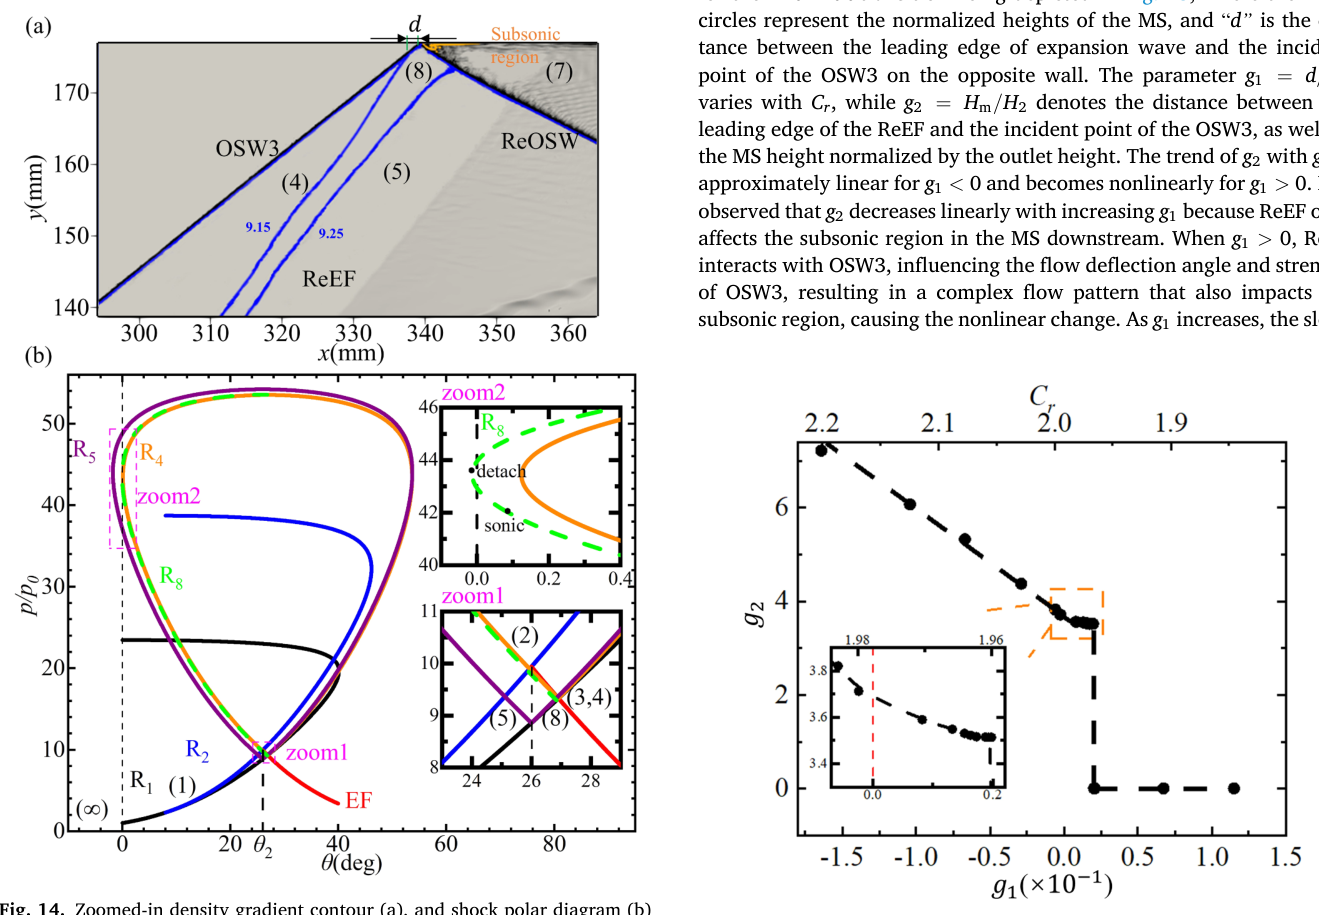 (a)
d
Subsonic
region
(8)
(7)
170
OSW3
ReOSW
160
(4)
(5)
y(mm)
150
9.15
9.25
ReEF
140
300
310
320
330
340
350
360
x(mm)
(b)
50
R5
R4
zoom2
40
p/p0
R8
30
20
10
R2
zoom1
R1
(1)
(∞)
EF
0
0
20
θ2
40
60
80
θ(deg)
zoom2
46
R8
44
detach
42
sonic
40
0.0
0.2
0.4
zoom1
11
(2)
10
(3,4)
9
(5)
(8)
8
24
26
28
Fig. 14. Zoomed-in density gradient contour (a), and shock polar diagram (b)
circles represent the normalized heights of the MS, and “d” is the
tance between the leading edge of expansion wave and the incid
point of the OSW3 on the opposite wall. The parameter g1 = d
varies with Cr, while g2 = Hm/H2 denotes the distance between
leading edge of the ReEF and the incident point of the OSW3, as well
the MS height normalized by the outlet height. The trend of g2 with g
approximately linear for g1 < 0 and becomes nonlinearly for g1 > 0.
observed that g2 decreases linearly with increasing g1 because ReEF o
affects the subsonic region in the MS downstream. When g1 > 0, Re
interacts with OSW3, influencing the flow deflection angle and stren
of OSW3, resulting in a complex flow pattern that also impacts
subsonic region, causing the nonlinear change. As g1 increases, the sl
Cr
2.2
2.1
2.0
1.9
6
4
g2
2
0
1.98
1.96
3.8
3.6
3.4
0.0
0.2
-1.5
-1.0
-0.5
0.0
0.5
1.0
1.5
g1(×10−1)